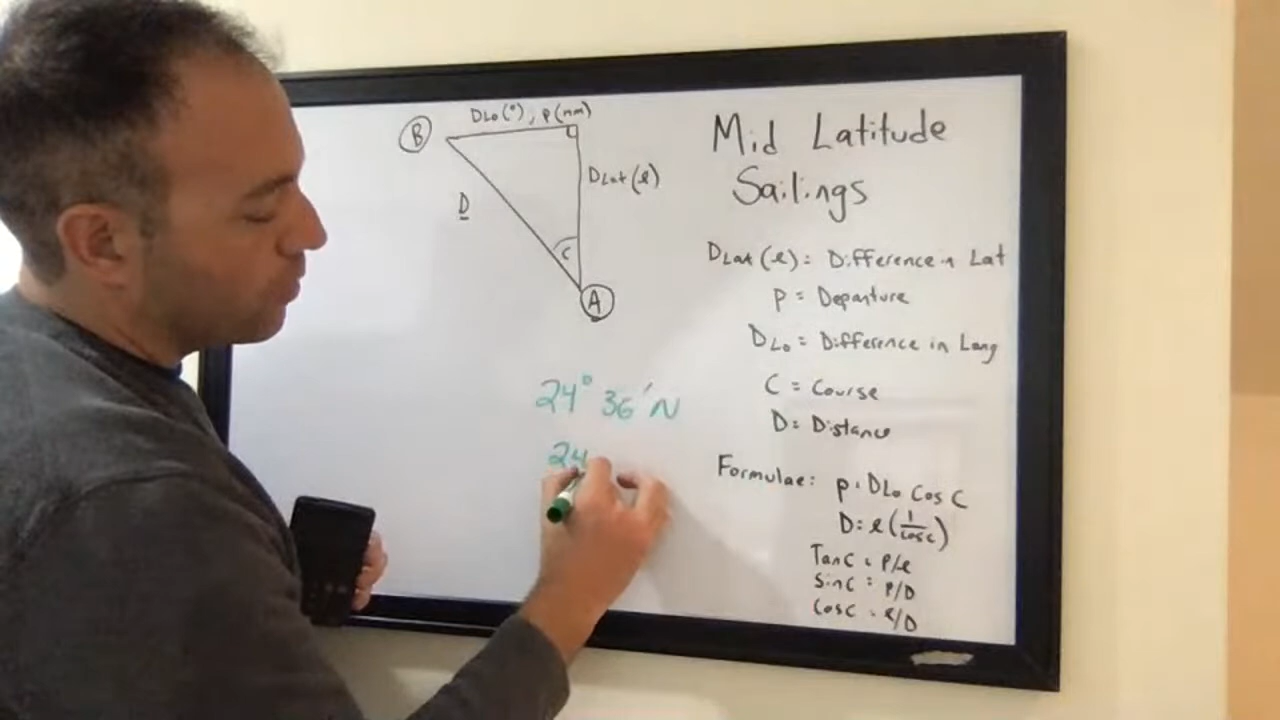 DLo(°), p(nm)
B
DLat(l)
D
C
A
24° 36' N
24
Mid Latitude
Sailings
DLat(l) = Difference in Lat
p = Departure
DLo = Difference in Long
C = Course
D = Distance
Formulae: p = DLo Cos C
D = l(1/cosc)
Tan C = P/l
Sin C = P/D
Cos C = l/D